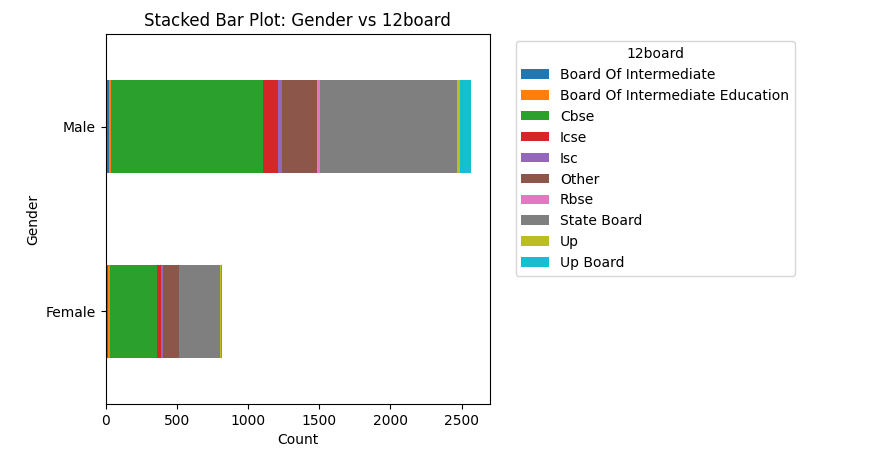 Stacked Bar Plot: Gender vs 12board
Gender
Male
Female
0 500 1000 1500 2000 2500
Count
12board
Board Of Intermediate
Board Of Intermediate Education
Cbse
Icse
Isc
Other
Rbse
State Board
Up
Up Board